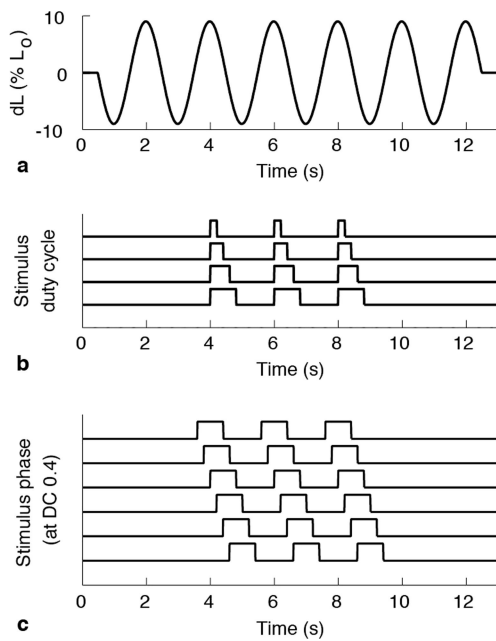 10
0
-10
dL (% Lo)
2 4 6 8 10 12
Time (s)
a
Stimulus
duty cycle
0 2 4 6 8 10 12
Time (s)
b
Stimulus phase
(at DC 0.4)
0 2 4 6 8 10 12
Time (s)
c